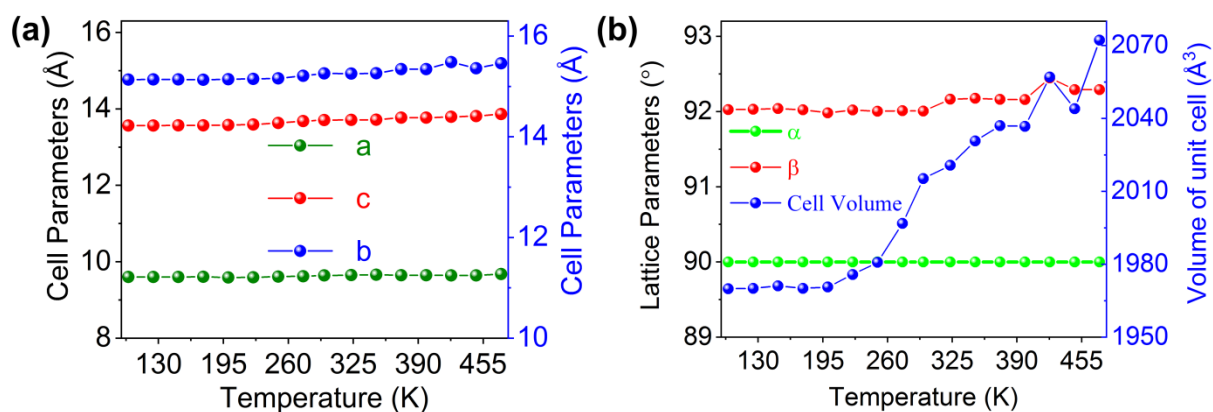 (a)
Cell Parameters (Å)
16
14
12
10
8
a
c
b
130 195 260 325 390 455
Temperature (K)
16
14
12
10
Cell Parameters (Å)
(b)
Lattice Parameters (°)
93
92
91
90
89
α
β
Cell Volume
130 195 260 325 390 455
Temperature (K)
2070
2040
2010
1980
1950
Volume of unit cell (Å³)